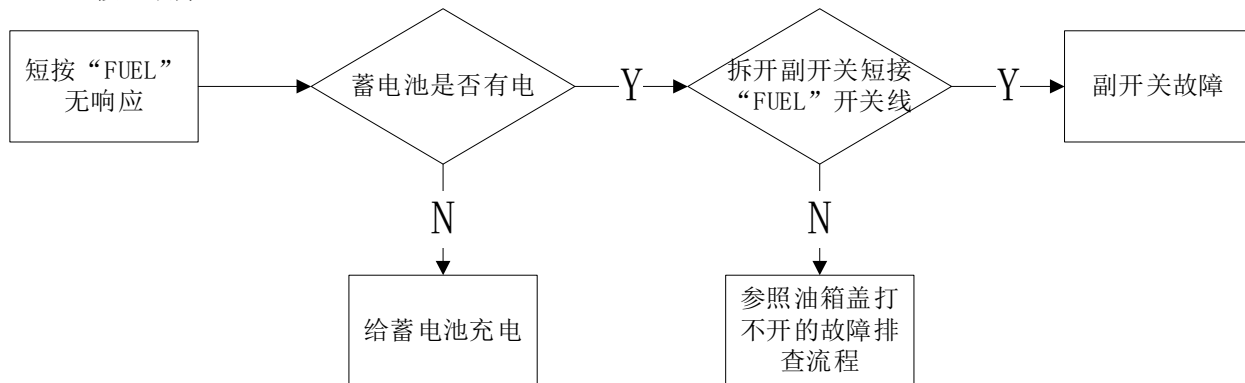 短按“FUEL”
无响应
蓄电池是否有电
Y
拆开副开关短接
“FUEL”开关线
Y
副开关故障
N
N
给蓄电池充电
参照油箱盖打
不开的故障排
查流程